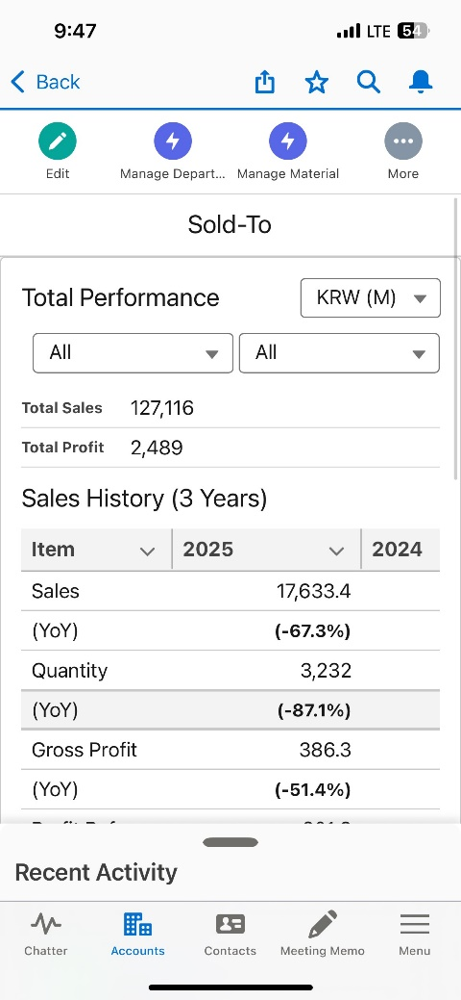 9:47 LTE 54
Back
Edit Manage Depart... Manage Material More
Sold-To
Total Performance KRW (M)
All All
Total Sales 127,116
Total Profit 2,489
Sales History (3 Years)
Item 2025 2024
Sales 17,633.4
(YoY) (-67.3%)
Quantity 3,232
(YoY) (-87.1%)
Gross Profit 386.3
(YoY) (-51.4%)
Recent Activity
Chatter Accounts Contacts Meeting Memo Menu